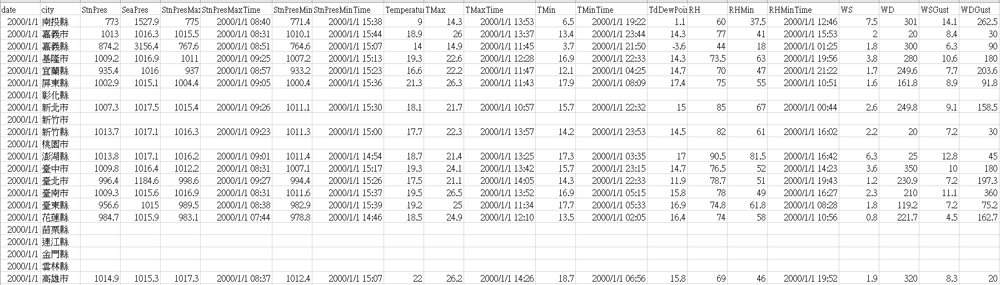 date city StnPres SeaPres StnPresMax StnPresMaxTime StnPresMin StnPresMinTime Temperatu TMax TMaxTime TMin TMinTime TdDewPoin RH RHMin RHMinTime WS WD WSGust WDGust
2000/1/1 南投縣 773 1527.9 775 2000/1/1 08:40 771.4 2000/1/1 15:38 9 14.3 2000/1/1 13:53 6.5 2000/1/1 19:22 1.1 60 37.5 2000/1/1 12:46 7.5 301 14.1 262.5
2000/1/1 嘉義市 1013 1016.3 1015.5 2000/1/1 08:31 1010.1 2000/1/1 15:44 18.9 26 2000/1/1 13:37 13.4 2000/1/1 23:44 14.3 77 41 2000/1/1 15:53 2 20 8.4 30
2000/1/1 嘉義縣 874.2 3156.4 767.6 2000/1/1 08:51 764.6 2000/1/1 15:07 14 14.9 2000/1/1 11:45 3.7 2000/1/1 21:50 -3.6 44 18 2000/1/1 01:25 1.8 300 6.3 90
2000/1/1 基隆市 1009.2 1016.9 1011 2000/1/1 09:25 1007.2 2000/1/1 15:13 19.3 22.6 2000/1/1 12:28 16.9 2000/1/1 22:33 14.3 73.5 63 2000/1/1 19:56 3.8 280 10.6 180
2000/1/1 宜蘭縣 935.4 1016 937 2000/1/1 08:57 933.2 2000/1/1 15:23 16.6 22.2 2000/1/1 11:47 12.1 2000/1/1 04:25 14.7 70 47 2000/1/1 21:22 1.7 249.6 7.7 203.6
2000/1/1 屏東縣 1002.9 1015.1 1004.4 2000/1/1 09:05 1000.4 2000/1/1 15:36 21.3 26.3 2000/1/1 11:43 17.9 2000/1/1 08:09 17.4 75 55 2000/1/1 10:51 1.6 161.8 8.9 91.8
2000/1/1 彰化縣
2000/1/1 新北市 1007.3 1017.5 1015.4 2000/1/1 09:26 1011.1 2000/1/1 15:30 18.1 21.7 2000/1/1 10:57 15.7 2000/1/1 22:32 15 85 67 2000/1/1 00:44 2.6 249.8 9.1 158.5
2000/1/1 新竹市
2000/1/1 新竹縣 1013.7 1017.1 1016.3 2000/1/1 09:23 1011.3 2000/1/1 15:00 17.7 22.3 2000/1/1 13:57 14.2 2000/1/1 23:53 14.5 82 61 2000/1/1 16:02 2.2 20 7.2 30
2000/1/1 桃園市
2000/1/1 澎湖縣 1013.8 1017.1 1016.2 2000/1/1 09:01 1011.4 2000/1/1 14:54 18.7 21.4 2000/1/1 13:25 17.3 2000/1/1 03:35 17 90.5 81.5 2000/1/1 16:42 6.3 25 12.8 45
2000/1/1 臺中市 1009.8 1016.4 1012.2 2000/1/1 08:31 1007.1 2000/1/1 15:17 19.3 24.1 2000/1/1 13:42 15.7 2000/1/1 23:15 14.7 76.5 52 2000/1/1 14:23 3.6 350 10 180
2000/1/1 臺北市 996.4 1184.6 998.6 2000/1/1 09:27 994.4 2000/1/1 15:26 17.5 21.1 2000/1/1 14:05 14.3 2000/1/1 22:33 11.9 78.7 51 2000/1/1 19:43 1.2 230.9 7.2 197.3
2000/1/1 臺南市 1009.3 1015.6 1016.9 2000/1/1 08:31 1011.6 2000/1/1 15:37 19.5 26.5 2000/1/1 13:52 16.9 2000/1/1 05:15 15.8 78 49 2000/1/1 16:27 2.3 210 11.1 360
2000/1/1 臺東縣 956.6 1015 989.5 2000/1/1 08:38 982.9 2000/1/1 15:39 19.2 25 2000/1/1 11:34 17.7 2000/1/1 05:33 16.9 74.8 61.8 2000/1/1 08:28 1.8 119.2 7.2 75.2
2000/1/1 花蓮縣 984.7 1015.9 983.1 2000/1/1 07:44 978.8 2000/1/1 14:46 18.5 24.9 2000/1/1 12:10 13.5 2000/1/1 02:05 16.4 74 58 2000/1/1 10:56 0.8 221.7 4.5 162.7
2000/1/1 苗栗縣
2000/1/1 連江縣
2000/1/1 金門縣
2000/1/1 雲林縣
2000/1/1 高雄市 1014.9 1015.3 1017.3 2000/1/1 08:37 1012.4 2000/1/1 15:07 22 26.2 2000/1/1 14:26 18.7 2000/1/1 06:56 15.8 69 46 2000/1/1 19:52 1.9 320 8.3 20